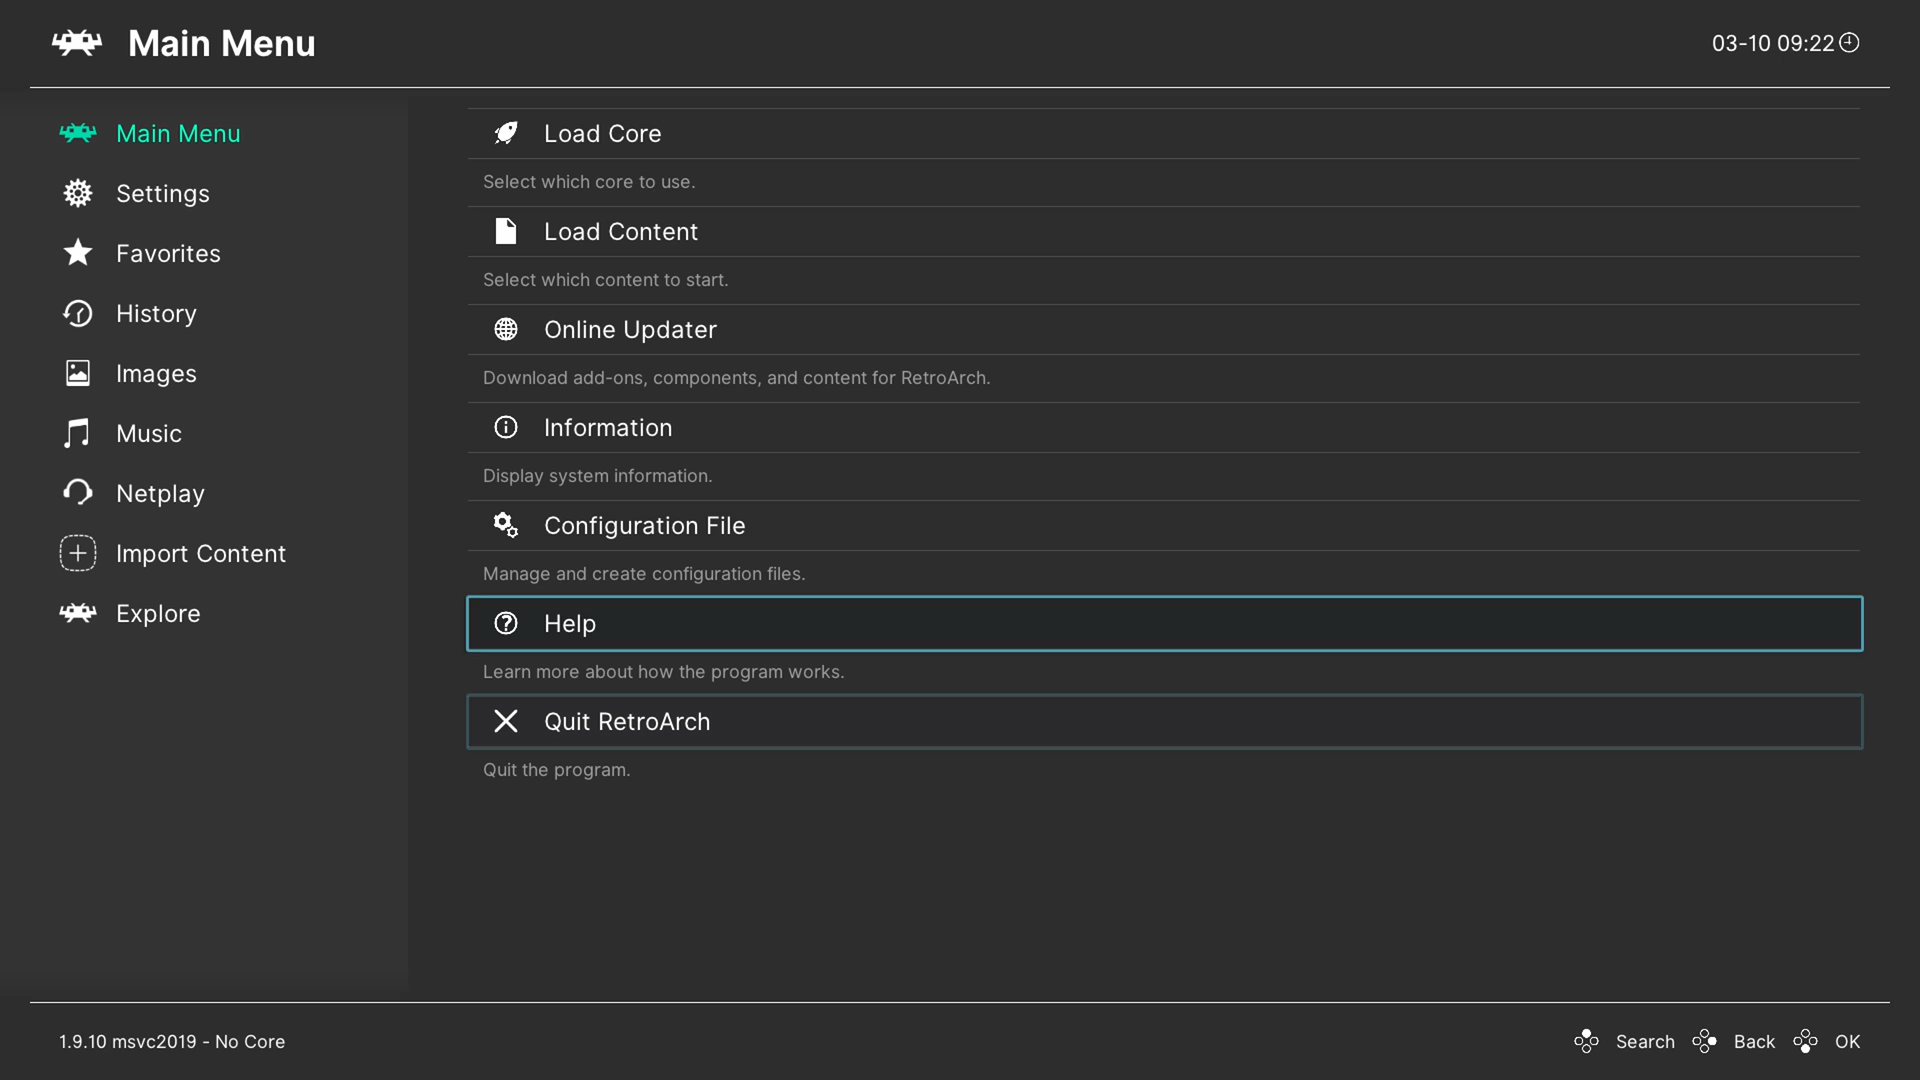 Main Menu
03-10 09:22
Main Menu
Settings
Favorites
History
Images
Music
Netplay
Import Content
Explore
Load Core
Select which core to use.
Load Content
Select which content to start.
Online Updater
Download add-ons, components, and content for RetroArch.
Information
Display system information.
Configuration File
Manage and create configuration files.
Help
Learn more about how the program works.
Quit RetroArch
Quit the program.
1.9.10 msvc2019 - No Core
Search Back OK